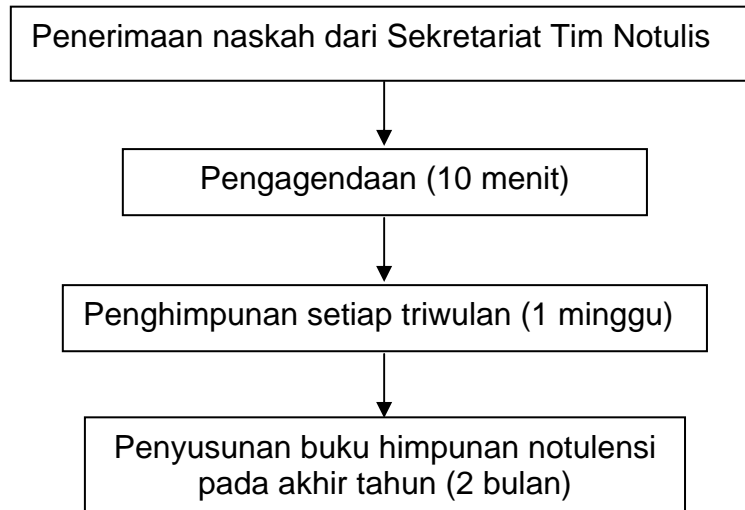 Penerimaan naskah dari Sekretariat Tim Notulis
Pengagendaan (10 menit)
Penghimpunan setiap triwulan (1 minggu)
Penyusunan buku himpunan notulensi
pada akhir tahun (2 bulan)